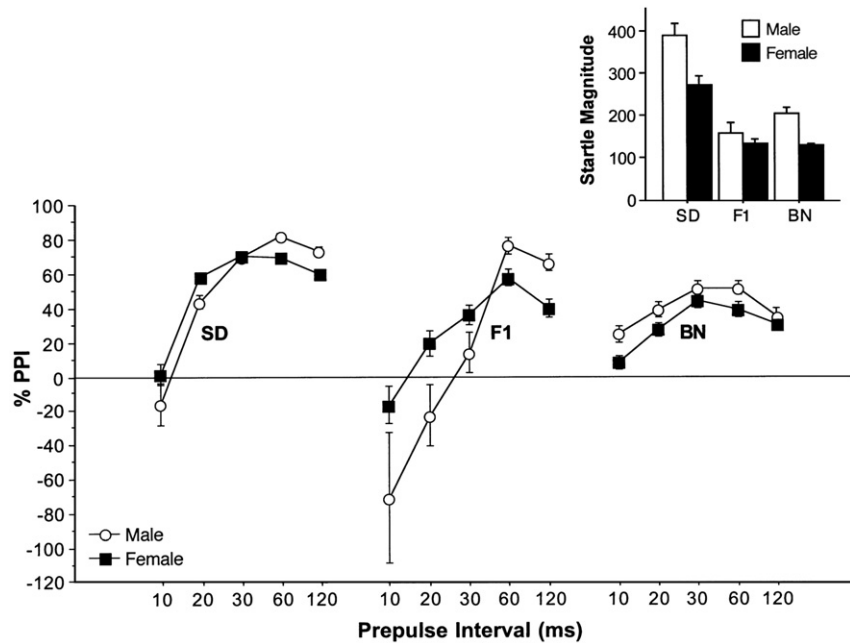 400
300
200
100
0
Startle Magnitude
Male
Female
SD F1 BN
100
80
60
40
20
0
-20
-40
-60
-80
-100
-120
% PPI
SD
F1
BN
Male
Female
10 20 30 60 120 10 20 30 60 120 10 20 30 60 120
Prepulse Interval (ms)